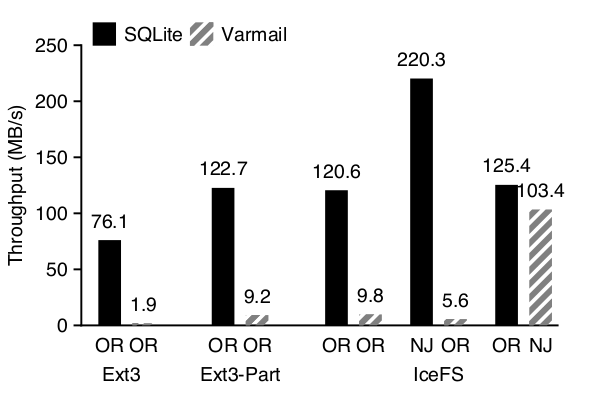 SQLite Varmail
250
220.3
200
150
122.7 120.6 125.4
103.4
100
76.1
50
1.9 9.2 9.8 5.6
0
Throughput (MB/s)
OR OR OR OR OR OR NJ OR OR NJ
Ext3 Ext3-Part IceFS